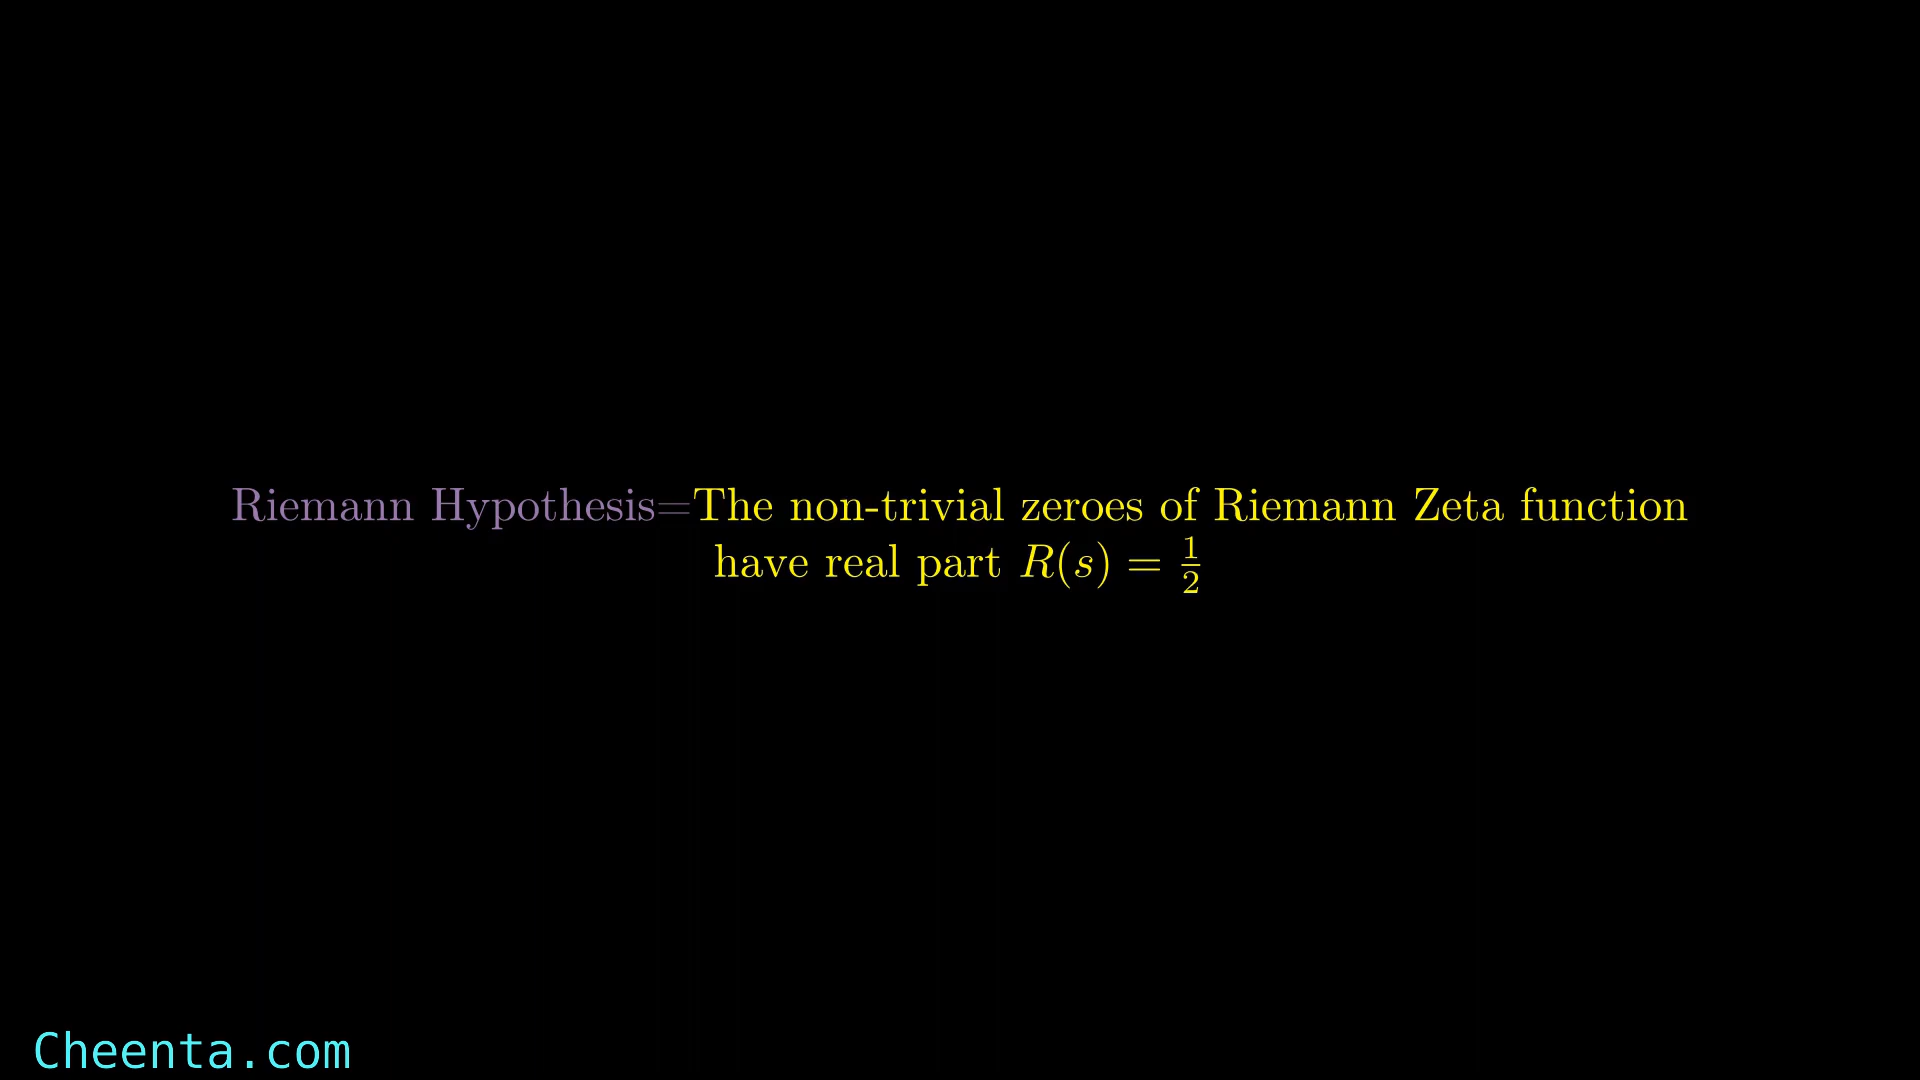 Riemann Hypothesis=The non-trivial zeroes of Riemann Zeta function
have real part R(s) = 1/2
Cheenta.com